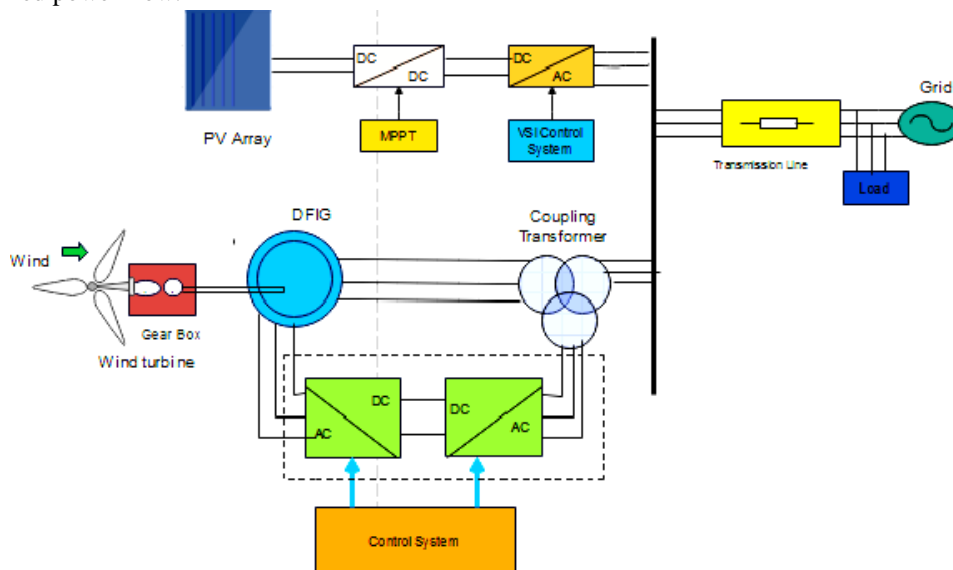 DC
DC
DC
AC
Grid
PV Array
MPPT
VSI Control
System
Transmission Line
Load
DFIG
Coupling
Transformer
Wind
Gear Box
Wind turbine
DC
AC
DC
AC
Control System